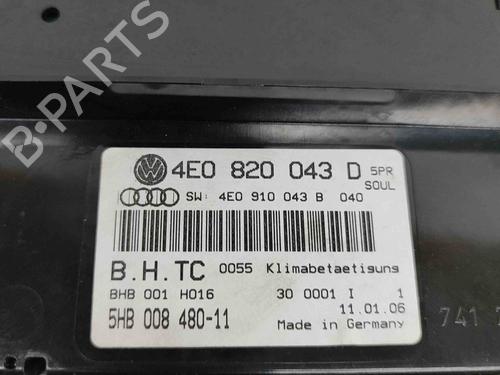 B-PARTS
4E0 820 043 D 5PR
SOUL
SW: 4E0 910 043 B 040
B.H.TC 0055 Klimabetaetisuns
BHB 001 H016 30 0001 I 1
11.01.06
5HB 008 480-11 Made in Germany
741